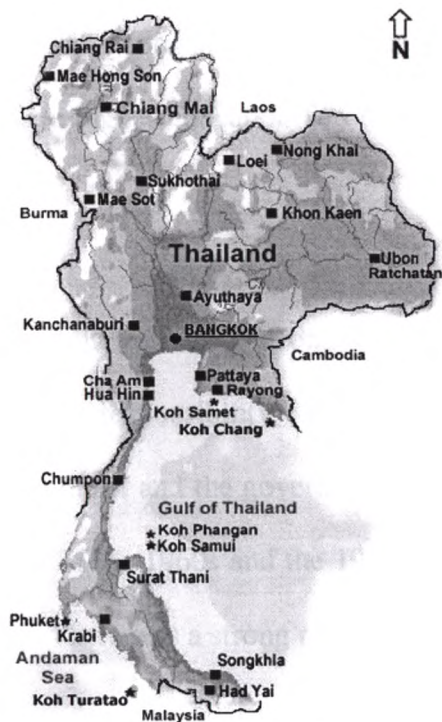 N
Chiang Rai
Mae Hong Son
Chiang Mai
Laos
Loei
Nong Khai
Sukhothai
Burma
Mae Sot
Khon Kaen
Thailand
Ubon
Ratchatan
Ayuthaya
Kanchanaburi
BANGKOK
Cambodia
Cha Am
Pattaya
Hua Hin
Rayong
Koh Samet
Koh Chang
Chumpon
Gulf of Thailand
Koh Phangan
Koh Samui
Surat Thani
Phuket
Krabi
Andaman
Sea
Songkhla
Had Yai
Koh Turatao
Malaysia